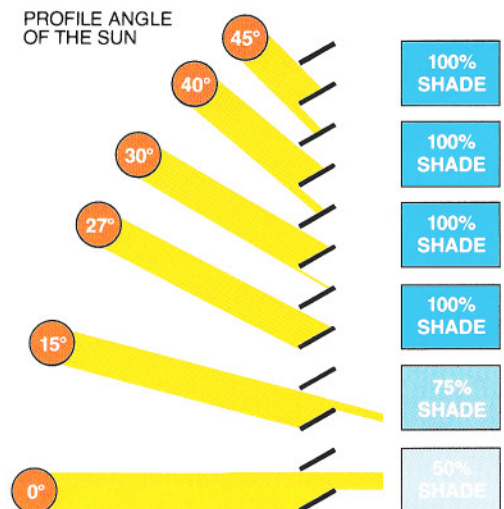 PROFILE ANGLE
OF THE SUN
45°
100%
SHADE
40°
100%
SHADE
30°
100%
SHADE
27°
100%
SHADE
15°
75%
SHADE
0°
50%
SHADE